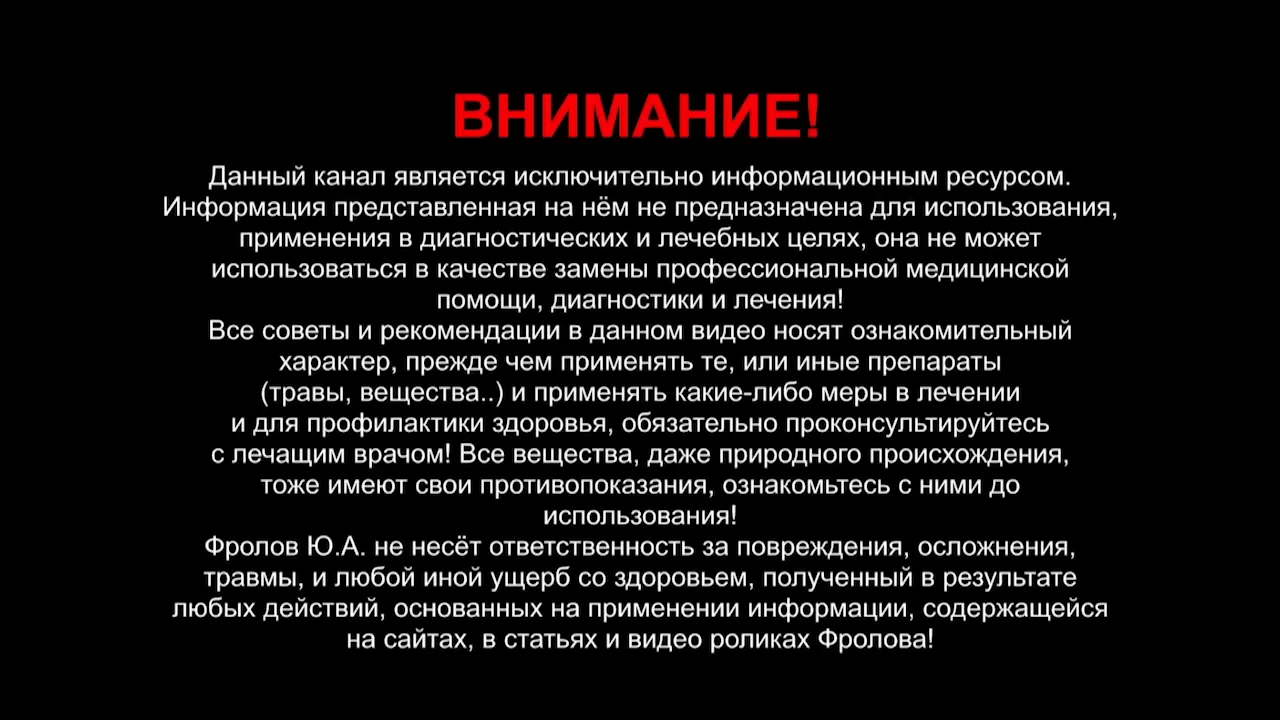 ВНИМАНИЕ!
Данный канал является исключительно информационным ресурсом.
Информация представленная на нём не предназначена для использования,
применения в диагностических и лечебных целях, она не может
использоваться в качестве замены профессиональной медицинской
помощи, диагностики и лечения!
Все советы и рекомендации в данном видео носят ознакомительный
характер, прежде чем применять те, или иные препараты
(травы, вещества..) и применять какие-либо меры в лечении
и для профилактики здоровья, обязательно проконсультируйтесь
с лечащим врачом! Все вещества, даже природного происхождения,
тоже имеют свои противопоказания, ознакомьтесь с ними до
использования!
Фролов Ю.А. не несёт ответственность за повреждения, осложнения,
травмы, и любой иной ущерб со здоровьем, полученный в результате
любых действий, основанных на применении информации, содержащейся
на сайтах, в статьях и видео роликах Фролова!